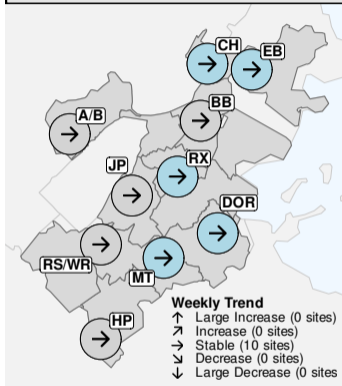 CH
EB
A/B
BB
RX
JP
DOR
RS/WR
MT
HP
Weekly Trend
↑ Large Increase (0 sites)
↗ Increase (0 sites)
→ Stable (10 sites)
↘ Decrease (0 sites)
↓ Large Decrease (0 sites